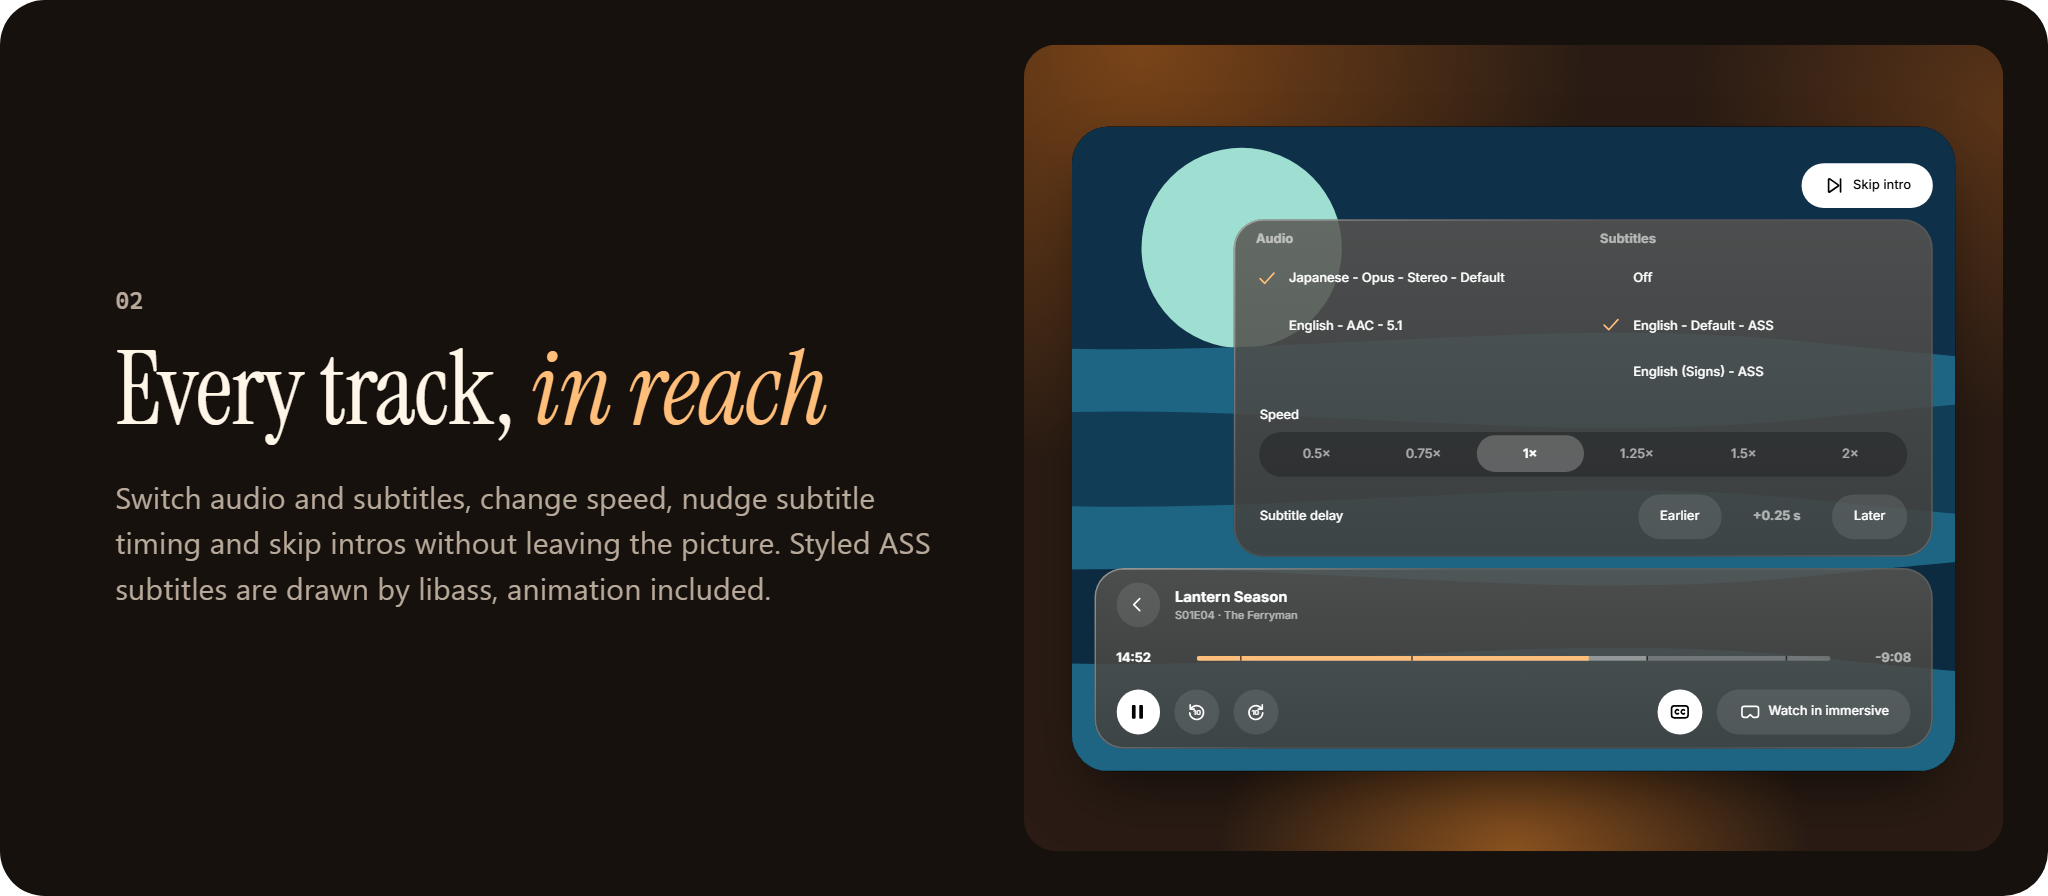 02
Every track, in reach
Switch audio and subtitles, change speed, nudge subtitle
timing and skip intros without leaving the picture. Styled ASS
subtitles are drawn by libass, animation included.
Skip intro
Audio
Japanese - Opus - Stereo - Default
English - AAC - 5.1
Subtitles
Off
English - Default - ASS
English (Signs) - ASS
Speed
0.5× 0.75× 1× 1.25× 1.5× 2×
Subtitle delay Earlier +0.25 s Later
Lantern Season
S01E04 · The Ferryman
14:52 -9:08
10 10 CC Watch in immersive